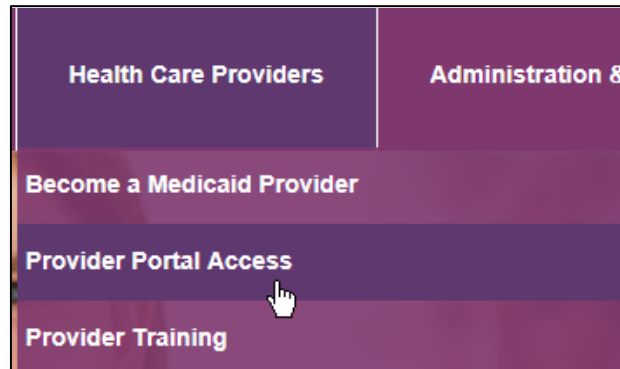 Health Care Providers
Administration &
Become a Medicaid Provider
Provider Portal Access
Provider Training